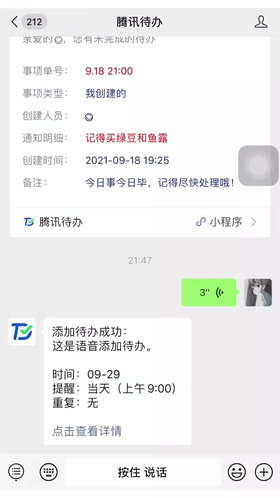 212
腾讯待办
亲爱的，您有未完成的待办
事项单号： 9.18 21:00
事项类型： 我创建的
创建人员：
通知明细： 记得买绿豆和鱼露
创建时间： 2021-09-18 19:25
备注： 今日事今日毕，记得尽快处理哦！
腾讯待办 小程序
21:47
3"
添加待办成功：
这是语音添加待办。
时间：09-29
提醒：当天（上午9:00）
重复：无
点击查看详情
按住 说话